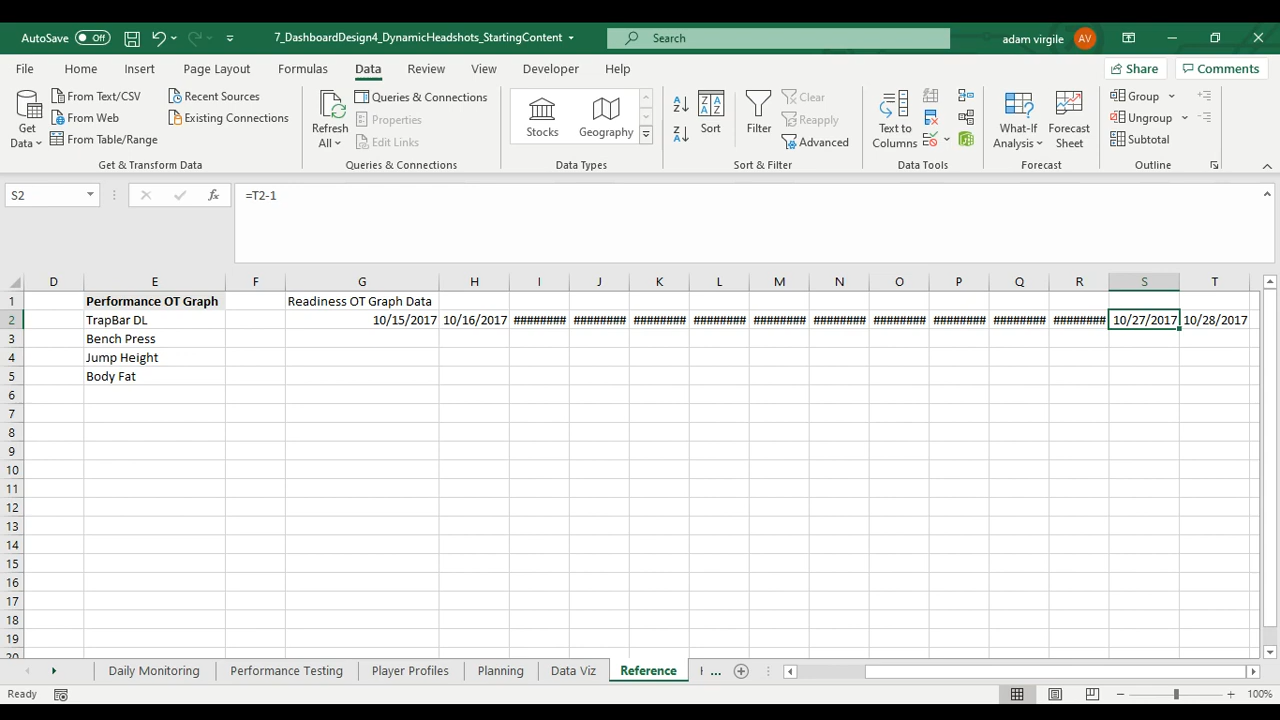 AutoSave Off 7_DashboardDesign4_DynamicHeadshots_StartingContent Search adam virgile AV
File Home Insert Page Layout Formulas Data Review View Developer Help Share Comments
Get Data
From Text/CSV
From Web
From Table/Range
Recent Sources
Existing Connections
Refresh All
Queries & Connections
Properties
Edit Links
Stocks Geography
Sort
Filter
Clear
Reapply
Advanced
Text to Columns
What-If Analysis
Forecast Sheet
Group
Ungroup
Subtotal
Get & Transform Data Queries & Connections Data Types Sort & Filter Data Tools Forecast Outline
S2 fx =T2-1
D E F G H I J K L M N O P Q R S T
1 Performance OT Graph Readiness OT Graph Data
2 TrapBar DL 10/15/2017 10/16/2017 ######## ######## ######## ######## ######## ######## ######## ######## ######## ######## 10/27/2017 10/28/2017
3 Bench Press
4 Jump Height
5 Body Fat
6
7
8
9
10
11
12
13
14
15
16
17
18
19
20
Daily Monitoring Performance Testing Player Profiles Planning Data Viz Reference ...
Ready 100%